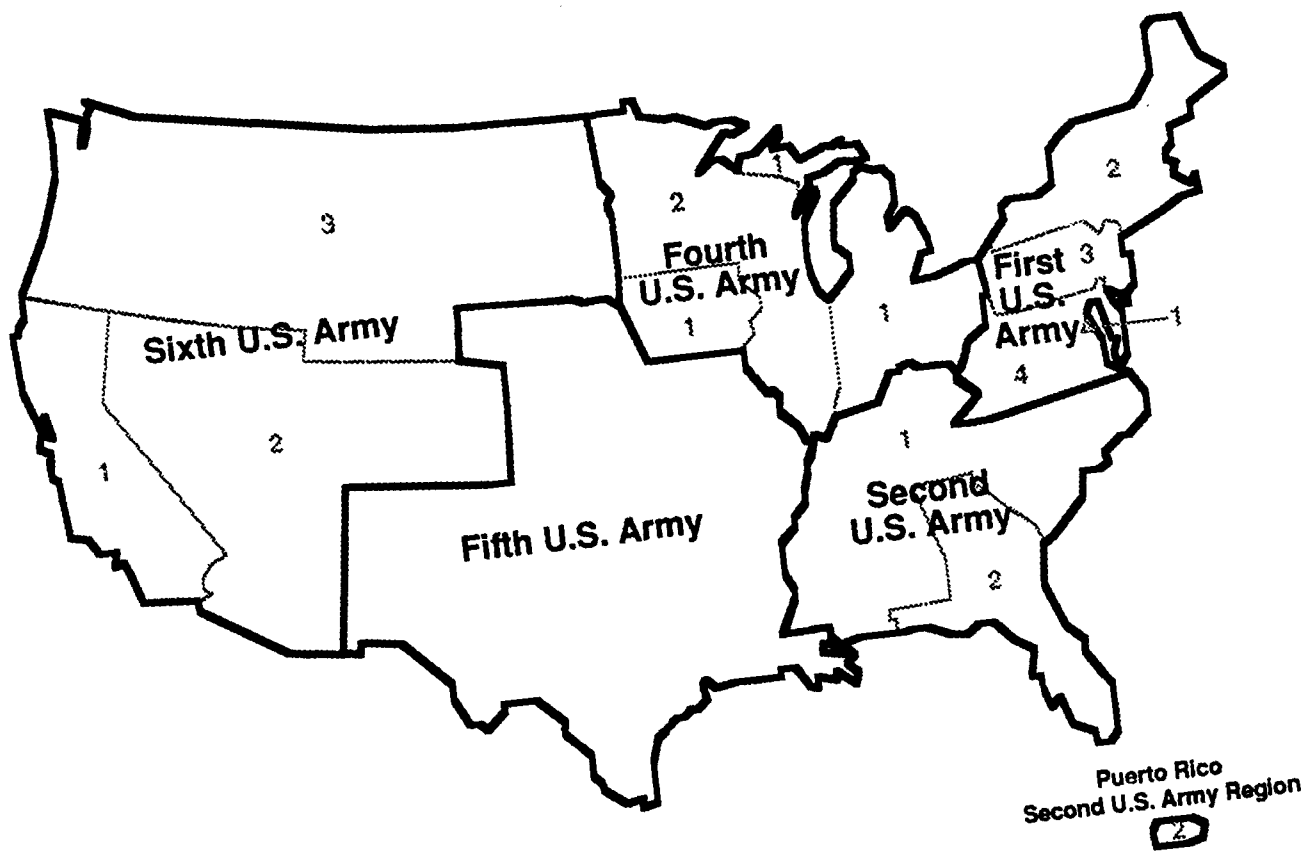 2
1
2
3
Fourth
U.S. Army
First
U.S.
Army
3
1
1
1
Sixth U.S. Army
4
2
1
1
Second
U.S. Army
Fifth U.S. Army
2
Puerto Rico
Second U.S. Army Region
2